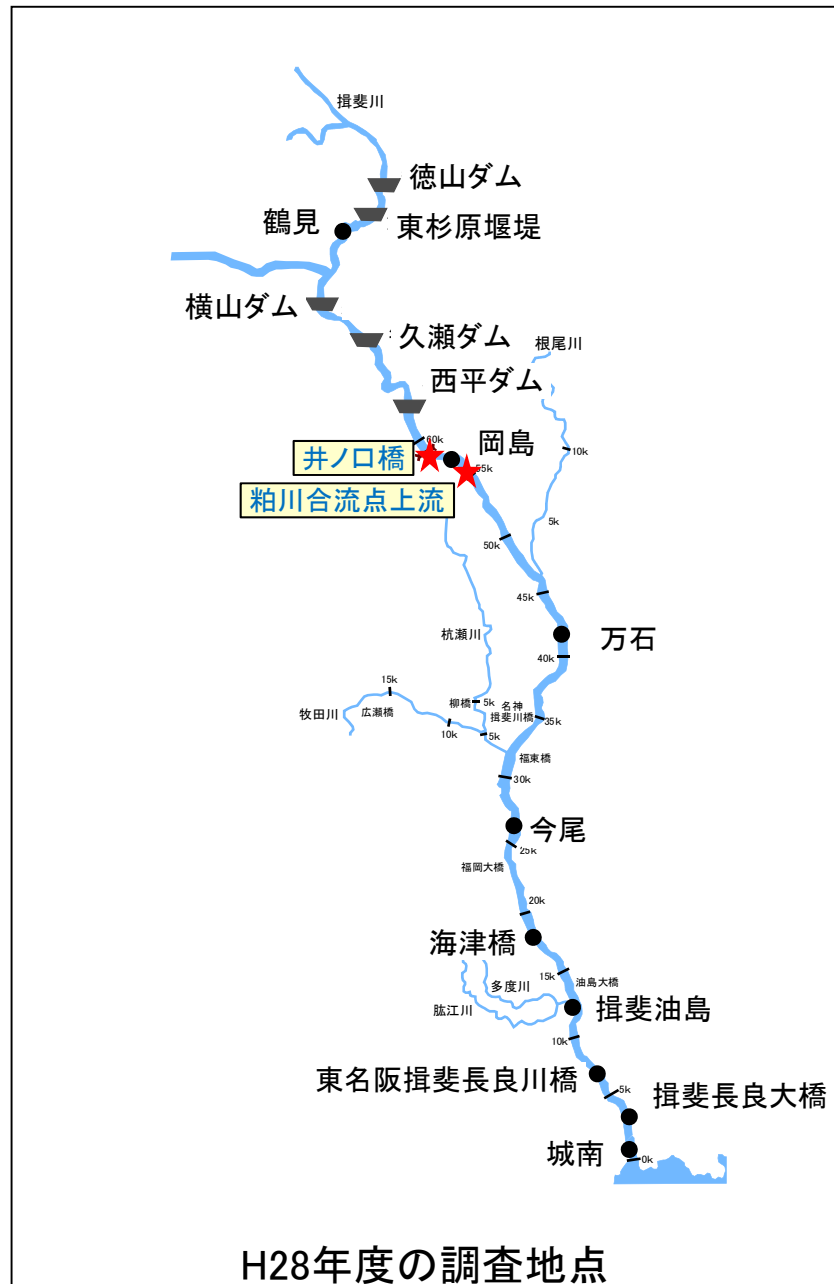 揖斐川
徳山ダム
鶴見
東杉原堰堤
横山ダム
久瀬ダム
根尾川
西平ダム
60k
岡島
10k
井ノ口橋
55k
粕川合流点上流
5k
50k
45k
杭瀬川
万石
40k
15k
柳橋
5k
名神
揖斐川橋
牧田川
広瀬橋
35k
10k
5k
福東橋
30k
今尾
25k
福岡大橋
20k
海津橋
15k
油島大橋
多度川
肱江川
揖斐油島
10k
東名阪揖斐長良川橋
5k
揖斐長良大橋
城南
0k
H28年度の調査地点